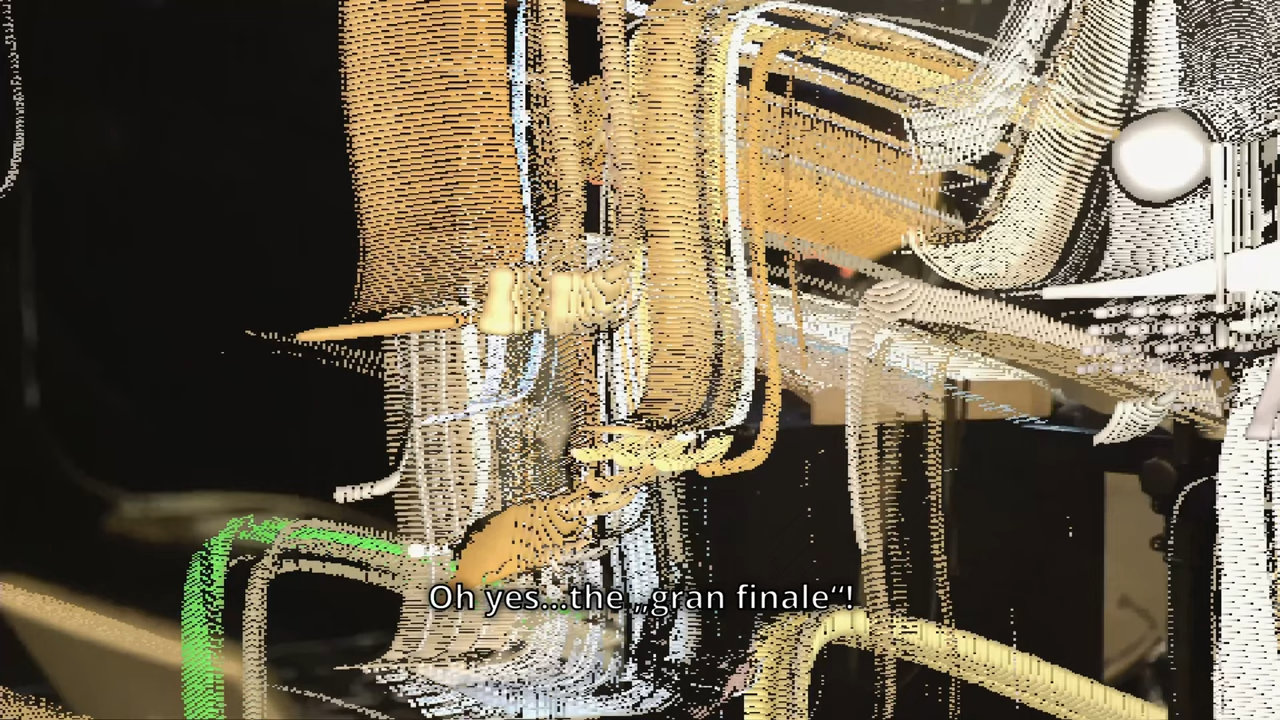 Oh yes...the „gran finale“!